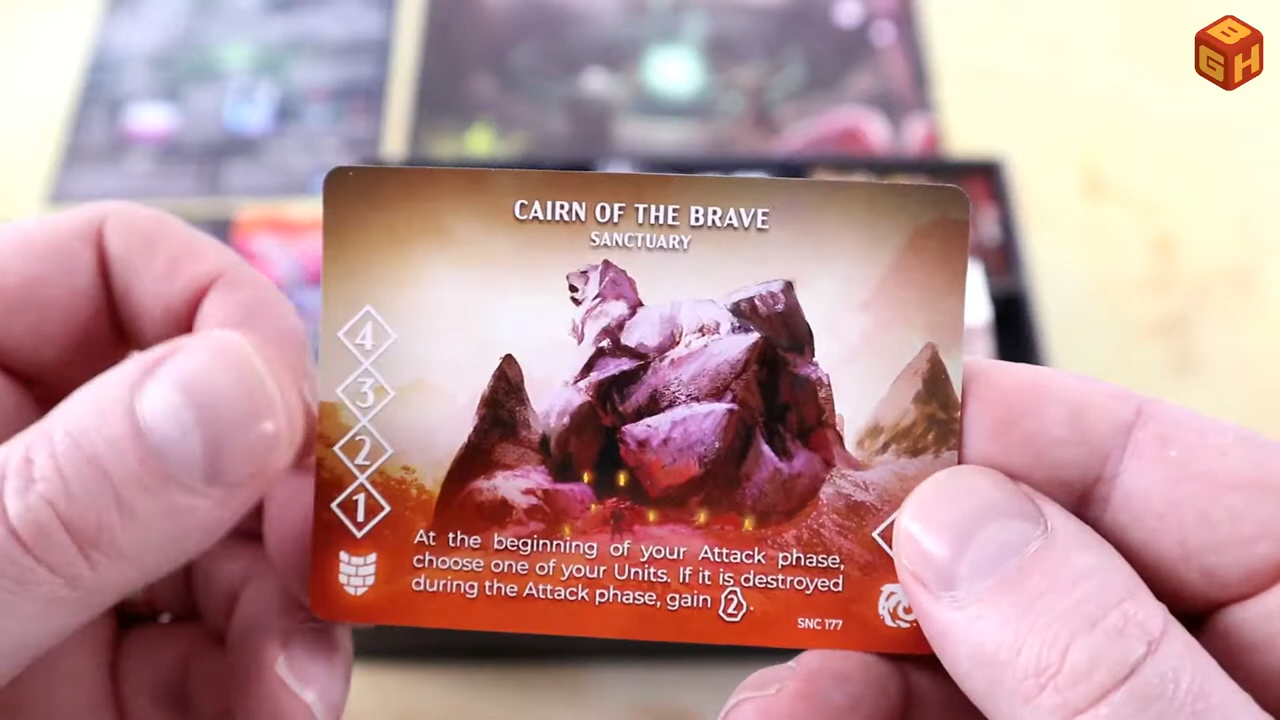 BGH
CAIRN OF THE BRAVE
SANCTUARY
4
3
2
1
At the beginning of your Attack phase,
choose one of your Units. If it is destroyed
during the Attack phase, gain 2.
SNC 177